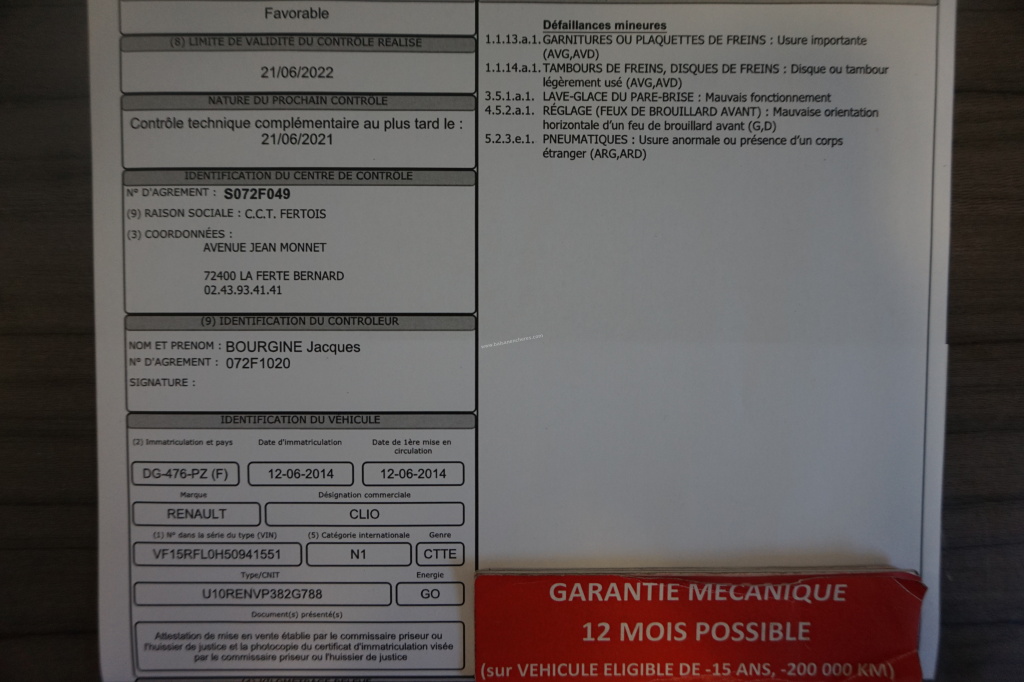 Favorable
(8) LIMITE DE VALIDITÉ DU CONTRÔLE RÉALISÉ
21/06/2022
NATURE DU PROCHAIN CONTRÔLE
Contrôle technique complémentaire au plus tard le :
21/06/2021
IDENTIFICATION DU CENTRE DE CONTRÔLE
N° D'AGREMENT : S072F049
(9) RAISON SOCIALE : C.C.T. FERTOIS
(3) COORDONNÉES :
AVENUE JEAN MONNET
72400 LA FERTE BERNARD
02.43.93.41.41
(9) IDENTIFICATION DU CONTRÔLEUR
NOM ET PRENOM : BOURGINE Jacques
N° D'AGREMENT : 072F1020
SIGNATURE :
IDENTIFICATION DU VÉHICULE
(2) Immatriculation et pays Date d'immatriculation Date de 1ère mise en
circulation
DG-476-PZ (F) 12-06-2014 12-06-2014
Marque Désignation commerciale
RENAULT CLIO
(1) N° dans la série du type (VIN) (5) Catégorie internationale Genre
VF15RFL0H50941551 N1 CTTE
Type/CNIT Energie
U10RENVP382G788 GO
Document(s) présenté(s)
Attestation de mise en vente établie par le commissaire priseur ou
l'huissier de justice et la photocopie du certificat d'immatriculation visée
par le commissaire priseur ou l'huissier de justice
Défaillances mineures
1.1.13.a.1. GARNITURES OU PLAQUETTES DE FREINS : Usure importante
(AVG,AVD)
1.1.14.a.1. TAMBOURS DE FREINS, DISQUES DE FREINS : Disque ou tambour
légèrement usé (AVG,AVD)
3.5.1.a.1. LAVE-GLACE DU PARE-BRISE : Mauvais fonctionnement
4.5.2.a.1. RÉGLAGE (FEUX DE BROUILLARD AVANT) : Mauvaise orientation
horizontale d'un feu de brouillard avant (G,D)
5.2.3.e.1. PNEUMATIQUES : Usure anormale ou présence d'un corps
étranger (ARG,ARD)
GARANTIE MECANIQUE
12 MOIS POSSIBLE
(sur VEHICULE ELIGIBLE DE -15 ANS, -200 000 KM)